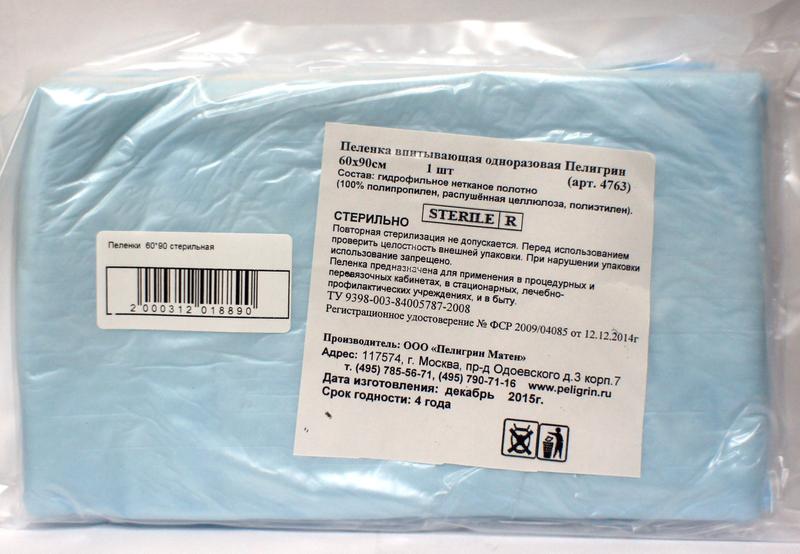 Пеленка впитывающая одноразовая Пелигрин
60х90см 1 шт (арт. 4763)
Состав: гидрофильное нетканое полотно
(100% полипропилен, распушённая целлюлоза, полиэтилен).
СТЕРИЛЬНО STERILE R
Повторная стерилизация не допускается. Перед использованием
проверить целостность внешней упаковки. При нарушении упаковки
использование запрещено.
Пеленка предназначена для применения в процедурных и
перевязочных кабинетах, в стационарных, лечебно-
профилактических учреждениях, и в быту.
ТУ 9398-003-84005787-2008
Регистрационное удостоверение № ФСР 2009/04085 от 12.12.2014г
Производитель: ООО «Пелигрин Матен»
Адрес: 117574, г. Москва, пр-д Одоевского д.3 корп.7
т. (495) 785-56-71, (495) 790-71-16 www.peligrin.ru
Дата изготовления: декабрь 2015г.
Срок годности: 4 года
Пеленки 60*90 стерильная
2 000312 018890